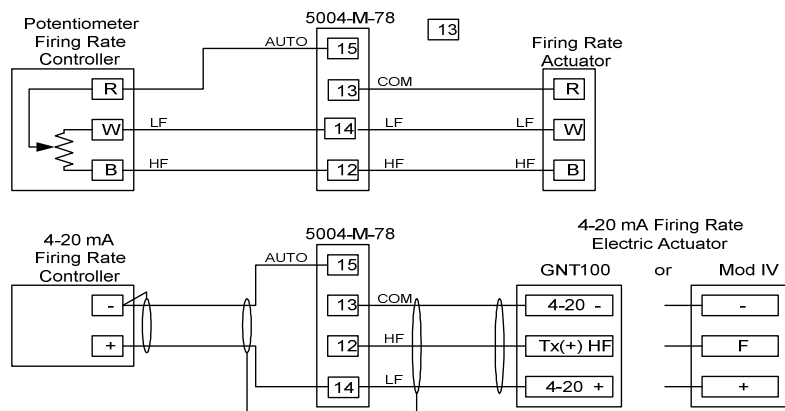 Potentiometer
Firing Rate
Controller
5004-M-78
13
Firing Rate
Actuator
AUTO
15
R
13
COM
R
W
LF
14
LF
LF
W
B
HF
12
HF
HF
B
4-20 mA
Firing Rate
Controller
5004-M-78
4-20 mA Firing Rate
Electric Actuator
GNT100
or
Mod IV
AUTO
15
-
13
COM
4-20 -
-
+
12
HF
Tx(+) HF
F
14
LF
4-20 +
+